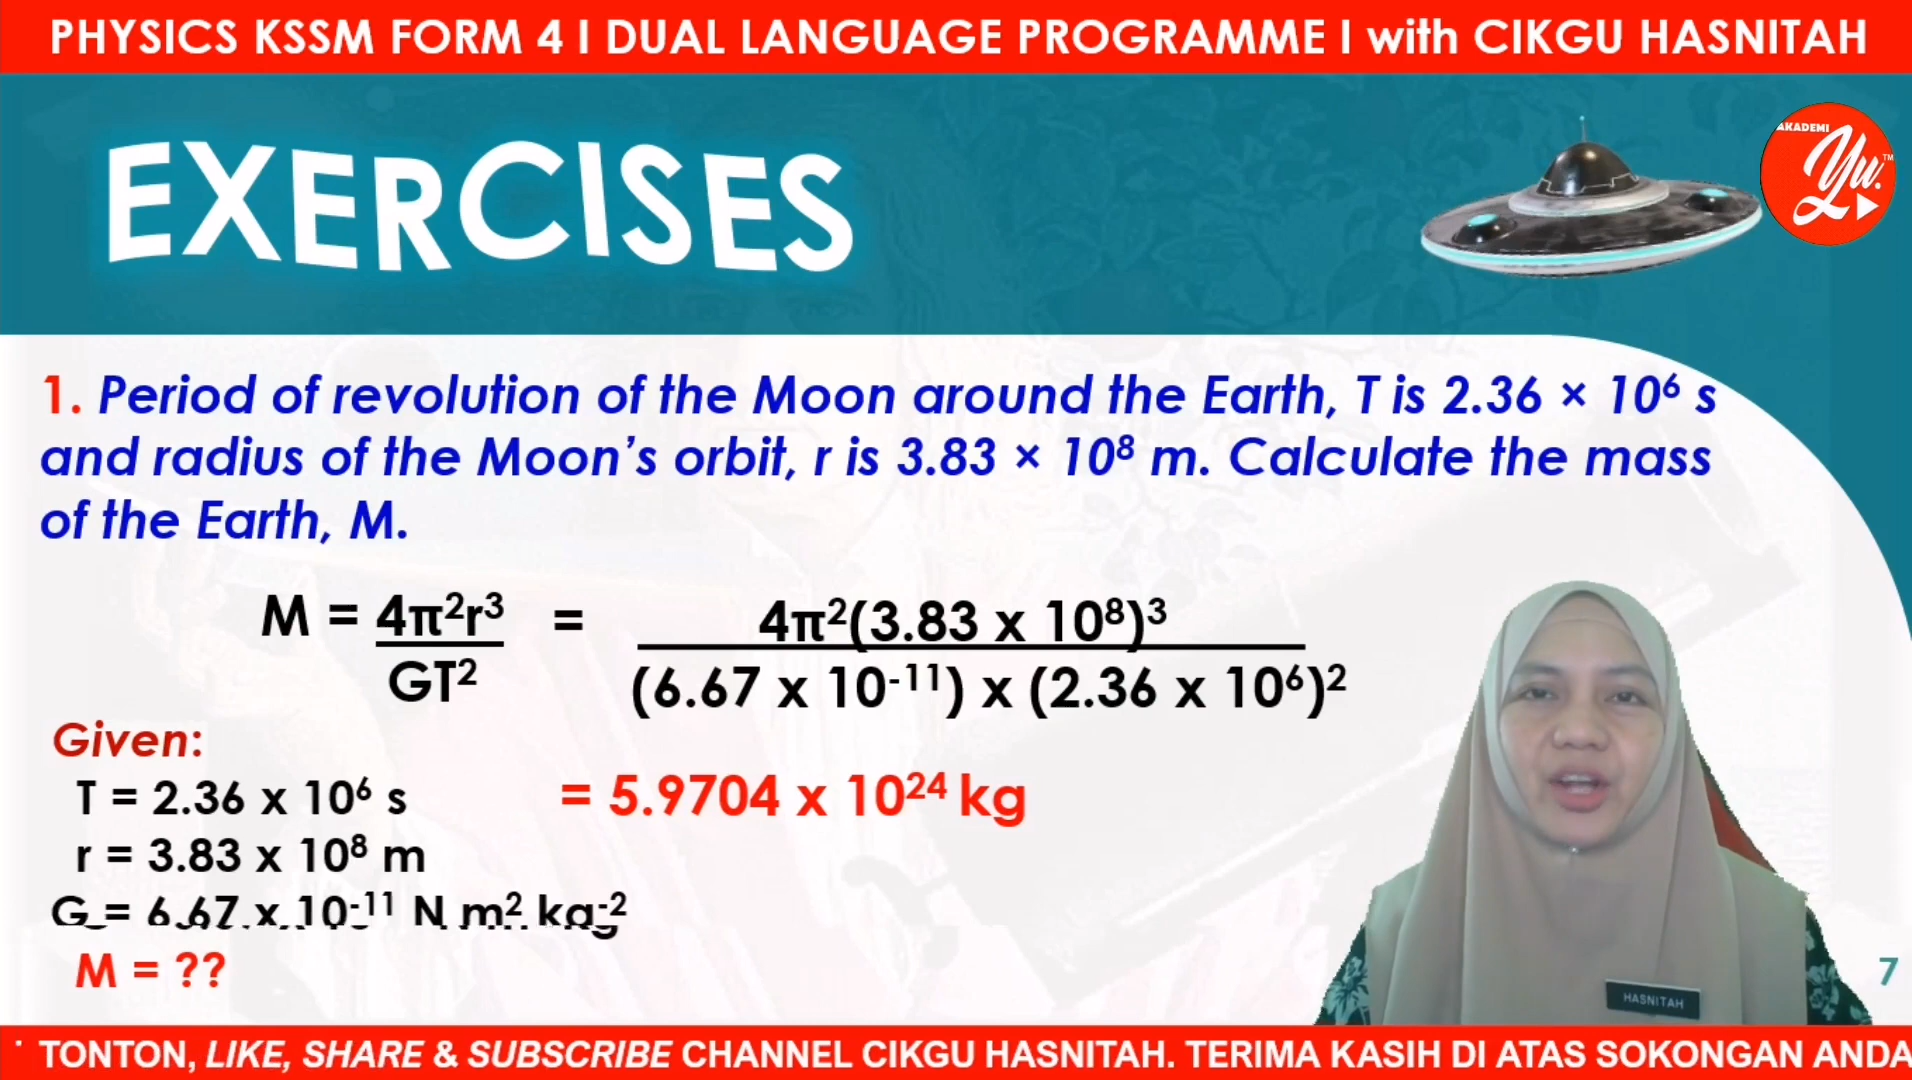 PHYSICS KSSM FORM 4 I DUAL LANGUAGE PROGRAMME I with CIKGU HASNITAH
AKADEMI
Yu.™
EXERCISES
1. Period of revolution of the Moon around the Earth, T is 2.36 × 10⁶ s
and radius of the Moon’s orbit, r is 3.83 × 10⁸ m. Calculate the mass
of the Earth, M.
M = 4π²r³ / GT² = 4π²(3.83 x 10⁸)³ / (6.67 x 10⁻¹¹) x (2.36 x 10⁶)²
= 5.9704 x 10²⁴ kg
Given:
T = 2.36 x 10⁶ s
r = 3.83 x 10⁸ m
G = 6.67 x 10⁻¹¹ N m² kg⁻²
M = ??
HASNITAH
7
TONTON, LIKE, SHARE & SUBSCRIBE CHANNEL CIKGU HASNITAH. TERIMA KASIH DI ATAS SOKONGAN ANDA